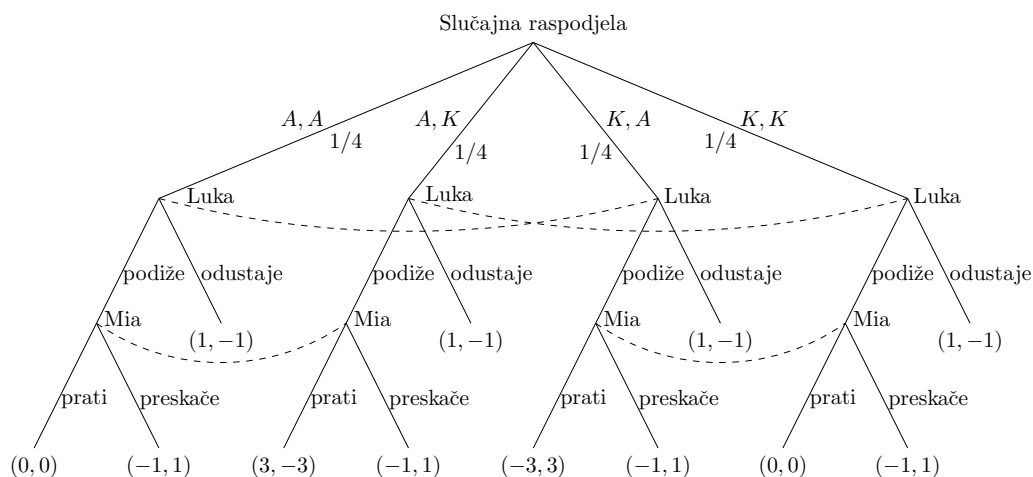 Slučajna raspodjela
A, A A, K K, A K, K
1/4 1/4 1/4 1/4
Luka Luka Luka Luka
podiže odustaje podiže odustaje podiže odustaje podiže odustaje
Mia (1, −1) Mia (1, −1) Mia (1, −1) Mia (1, −1)
prati preskače prati preskače prati preskače prati preskače
(0, 0) (−1, 1) (3, −3) (−1, 1) (−3, 3) (−1, 1) (0, 0) (−1, 1)